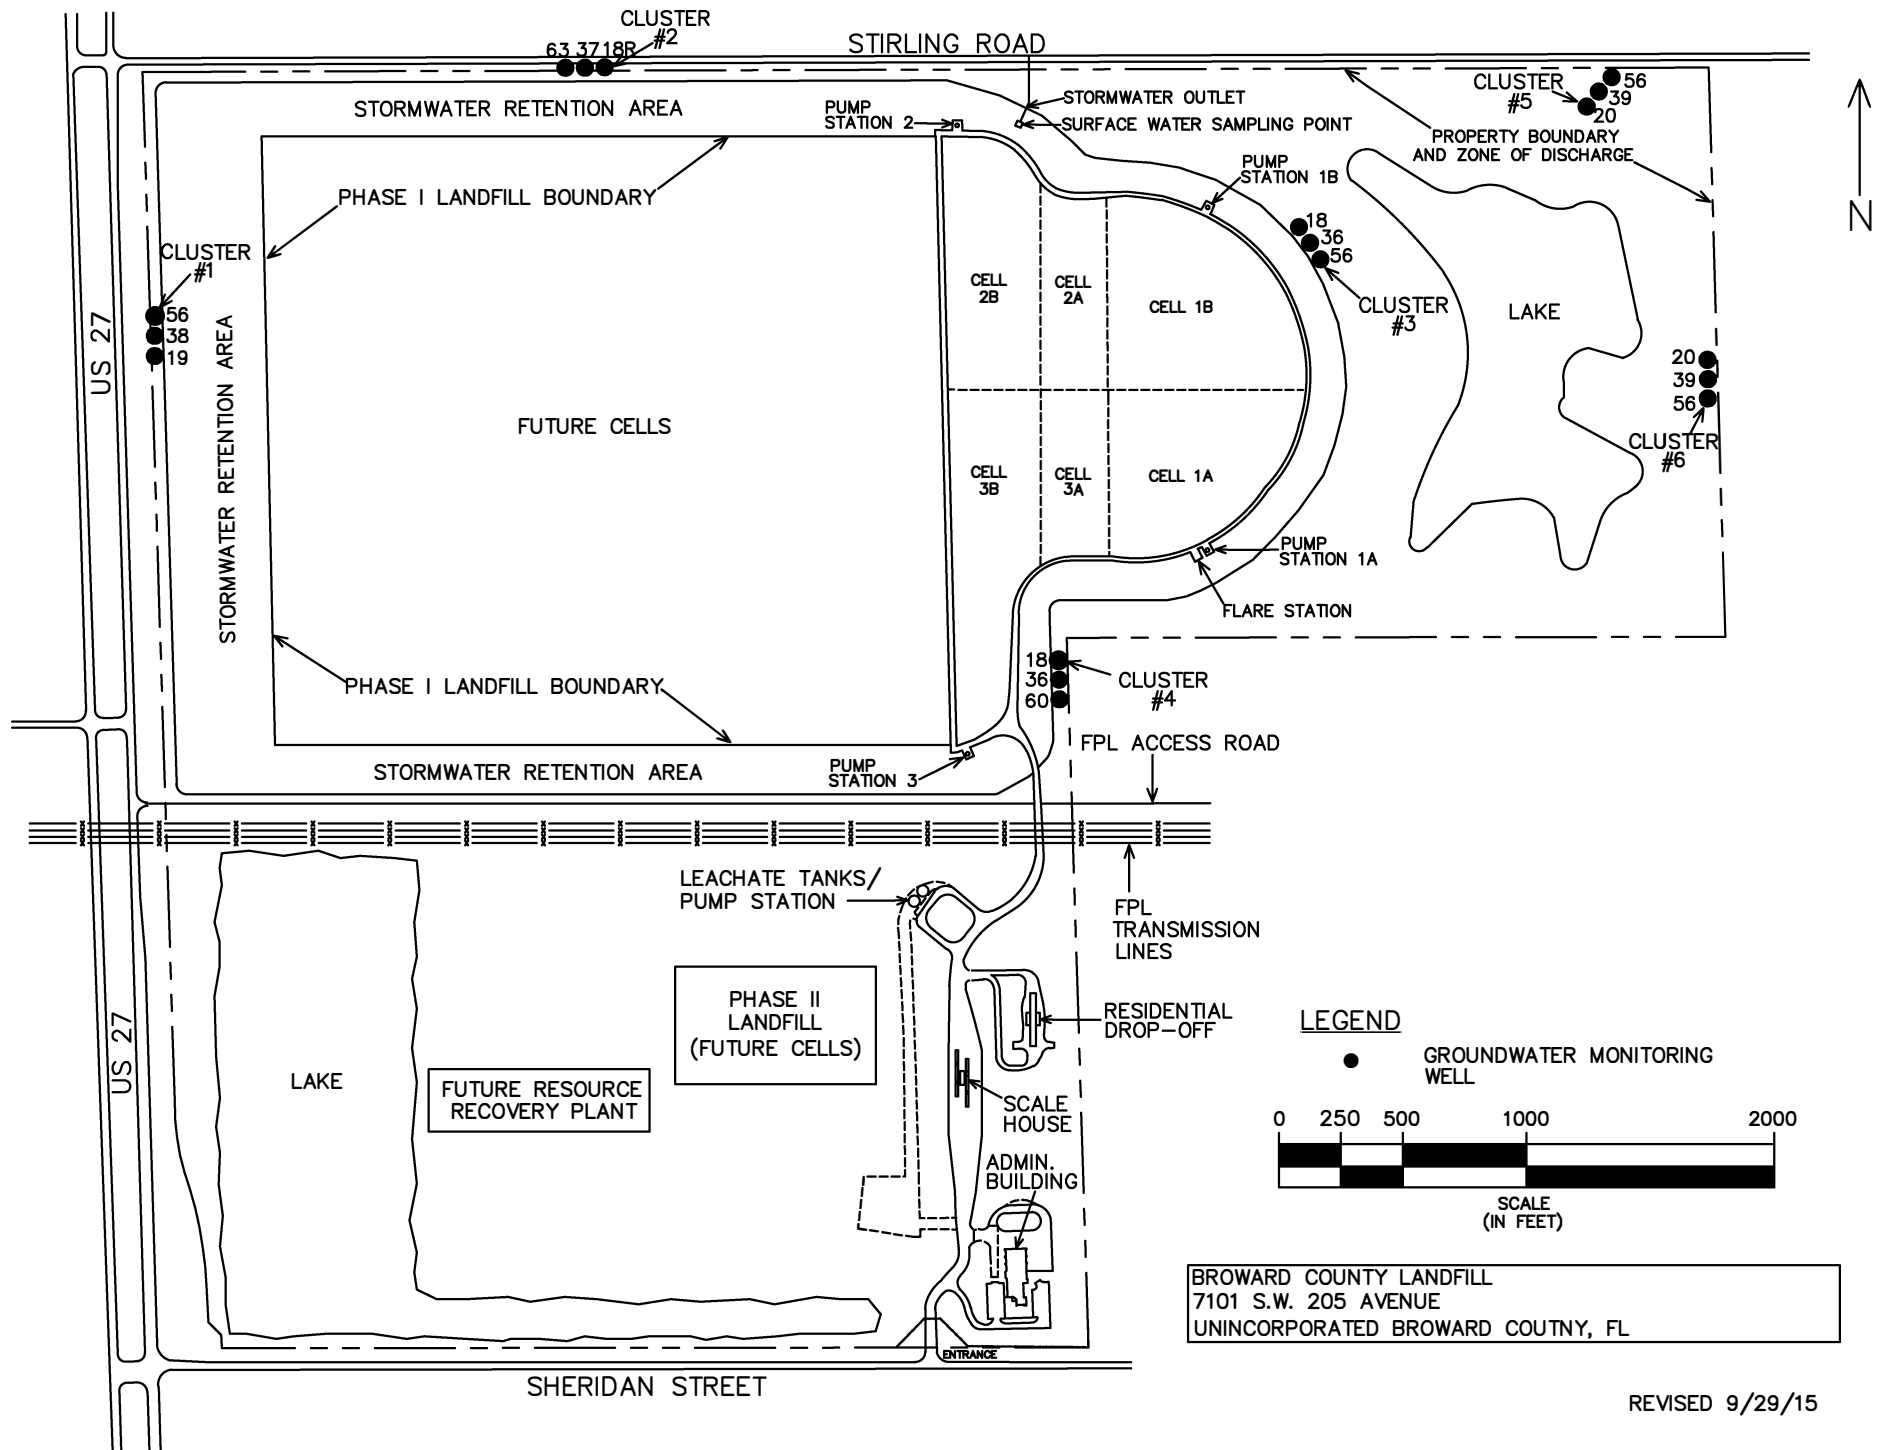 CLUSTER
#2
63 37 18R
STIRLING ROAD
CLUSTER
#5
56
39
20
STORMWATER RETENTION AREA
PUMP
STATION 2
STORMWATER OUTLET
SURFACE WATER SAMPLING POINT
PROPERTY BOUNDARY
AND ZONE OF DISCHARGE
PUMP
STATION 1B
N
PHASE I LANDFILL BOUNDARY
CLUSTER
#1
56
38
19
US 27
STORMWATER RETENTION AREA
18
36
56
CLUSTER
#3
CELL
2B
CELL
2A
CELL 1B
LAKE
20
39
56
CLUSTER
#6
FUTURE CELLS
CELL
3B
CELL
3A
CELL 1A
PUMP
STATION 1A
FLARE STATION
18
36
60
CLUSTER
#4
PHASE I LANDFILL BOUNDARY
FPL ACCESS ROAD
STORMWATER RETENTION AREA
PUMP
STATION 3
LEACHATE TANKS/
PUMP STATION
FPL
TRANSMISSION
LINES
PHASE II
LANDFILL
(FUTURE CELLS)
RESIDENTIAL
DROP-OFF
US 27
LAKE
FUTURE RESOURCE
RECOVERY PLANT
SCALE
HOUSE
ADMIN.
BUILDING
LEGEND
GROUNDWATER MONITORING
WELL
0 250 500 1000 2000
SCALE
(IN FEET)
BROWARD COUNTY LANDFILL
7101 S.W. 205 AVENUE
UNINCORPORATED BROWARD COUTNY, FL
ENTRANCE
SHERIDAN STREET
REVISED 9/29/15